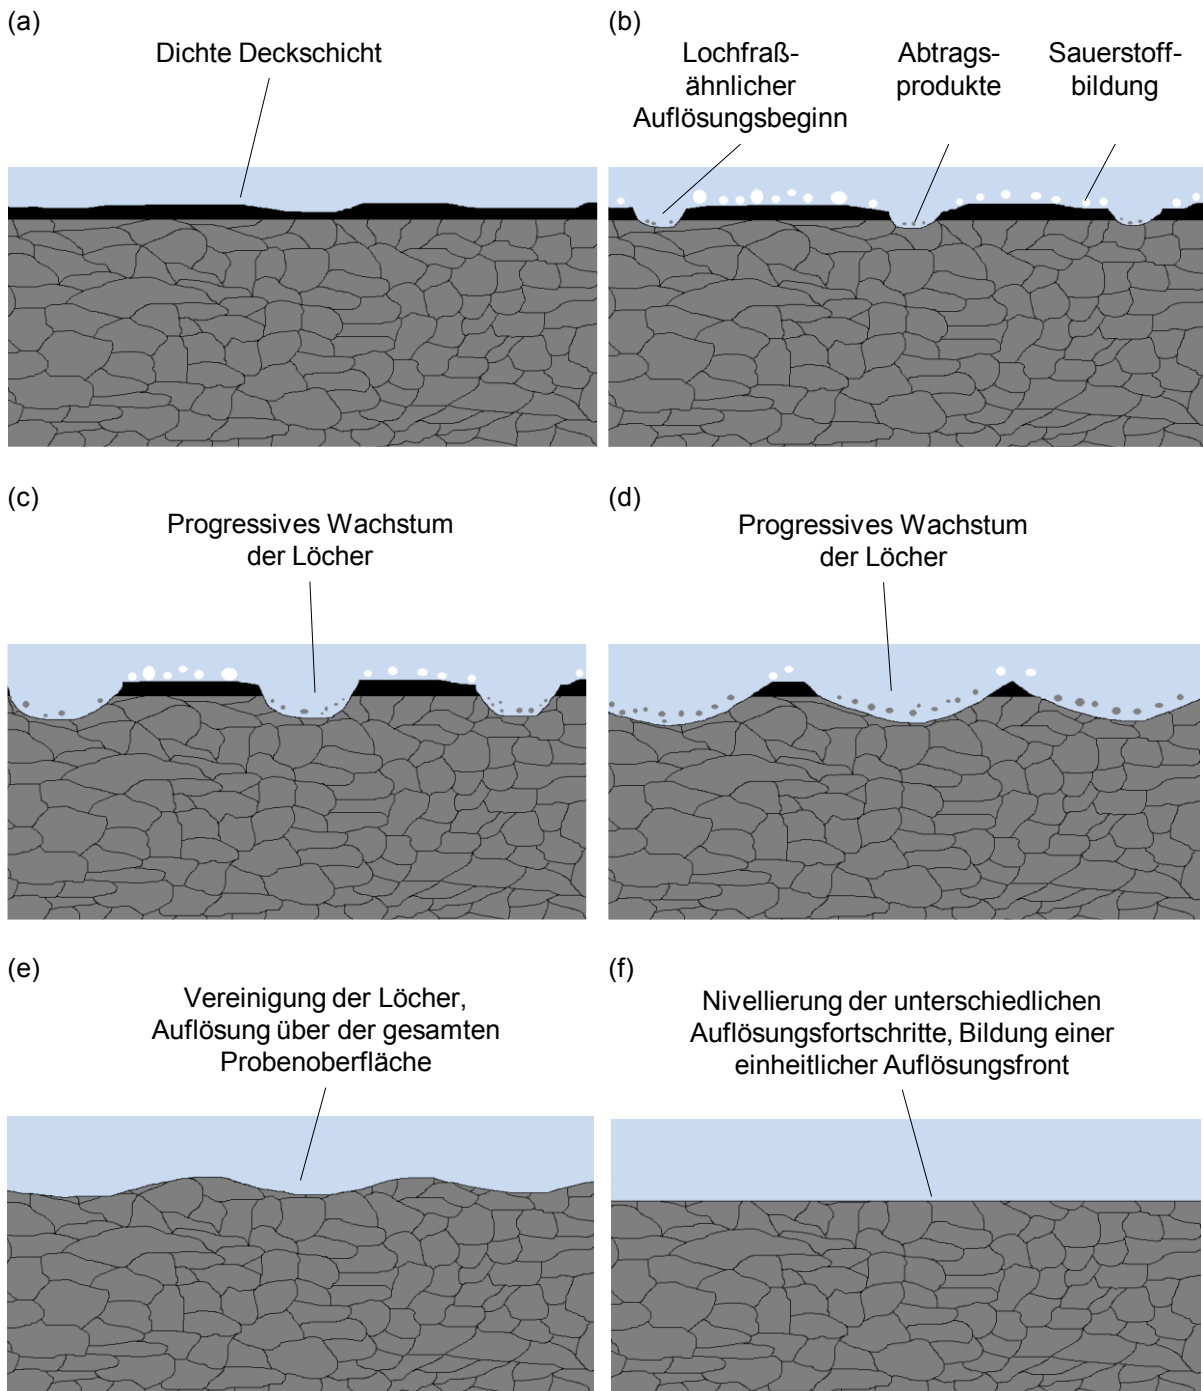 (a)
Dichte Deckschicht
(b)
Lochfraß-
ähnlicher
Auflösungsbeginn
Abtrags-
produkte
Sauerstoff-
bildung
(c)
Progressives Wachstum
der Löcher
(d)
Progressives Wachstum
der Löcher
(e)
Vereinigung der Löcher,
Auflösung über der gesamten
Probenoberfläche
(f)
Nivellierung der unterschiedlichen
Auflösungsfortschritte, Bildung einer
einheitlicher Auflösungsfront